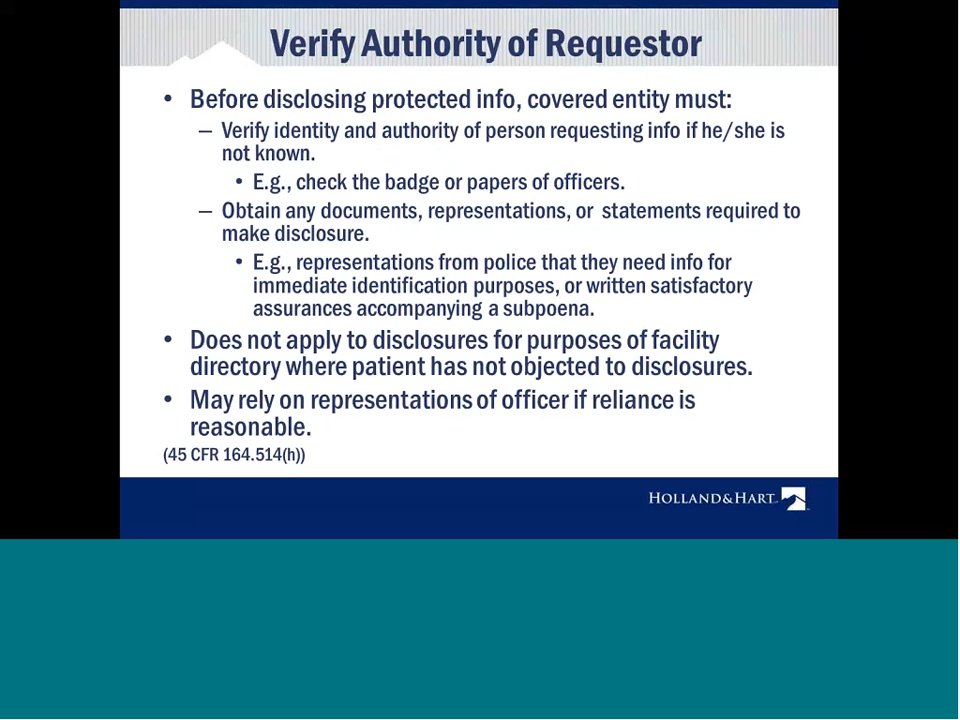 Verify Authority of Requestor
• Before disclosing protected info, covered entity must:
– Verify identity and authority of person requesting info if he/she is
not known.
• E.g., check the badge or papers of officers.
– Obtain any documents, representations, or statements required to
make disclosure.
• E.g., representations from police that they need info for
immediate identification purposes, or written satisfactory
assurances accompanying a subpoena.
• Does not apply to disclosures for purposes of facility
directory where patient has not objected to disclosures.
• May rely on representations of officer if reliance is
reasonable.
(45 CFR 164.514(h))
HOLLAND&HART